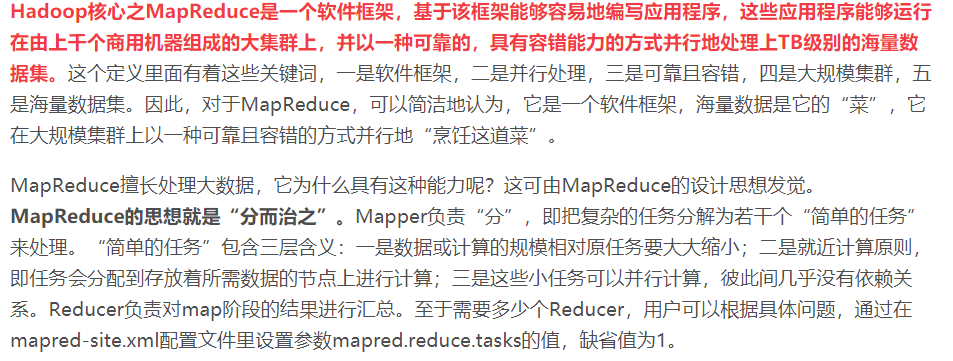 Hadoop核心之MapReduce是一个软件框架，基于该框架能够容易地编写应用程序，这些应用程序能够运行
在由上千个商用机器组成的大集群上，并以一种可靠的，具有容错能力的方式并行地处理上TB级别的海量数
据集。这个定义里面有着这些关键词，一是软件框架，二是并行处理，三是可靠且容错，四是大规模集群，五
是海量数据集。因此，对于MapReduce，可以简洁地认为，它是一个软件框架，海量数据是它的“菜”，它
在大规模集群上以一种可靠且容错的方式并行地“烹饪这道菜”。
MapReduce擅长处理大数据，它为什么具有这种能力呢？这可由MapReduce的设计思想发觉。
MapReduce的思想就是“分而治之”。Mapper负责“分”，即把复杂的任务分解为若干个“简单的任务”
来处理。“简单的任务”包含三层含义：一是数据或计算的规模相对原任务要大大缩小；二是就近计算原则，
即任务会分配到存放着所需数据的节点上进行计算；三是这些小任务可以并行计算，彼此间几乎没有依赖关
系。Reducer负责对map阶段的结果进行汇总。至于需要多少个Reducer，用户可以根据具体问题，通过在
mapred-site.xml配置文件里设置参数mapred.reduce.tasks的值，缺省值为1。